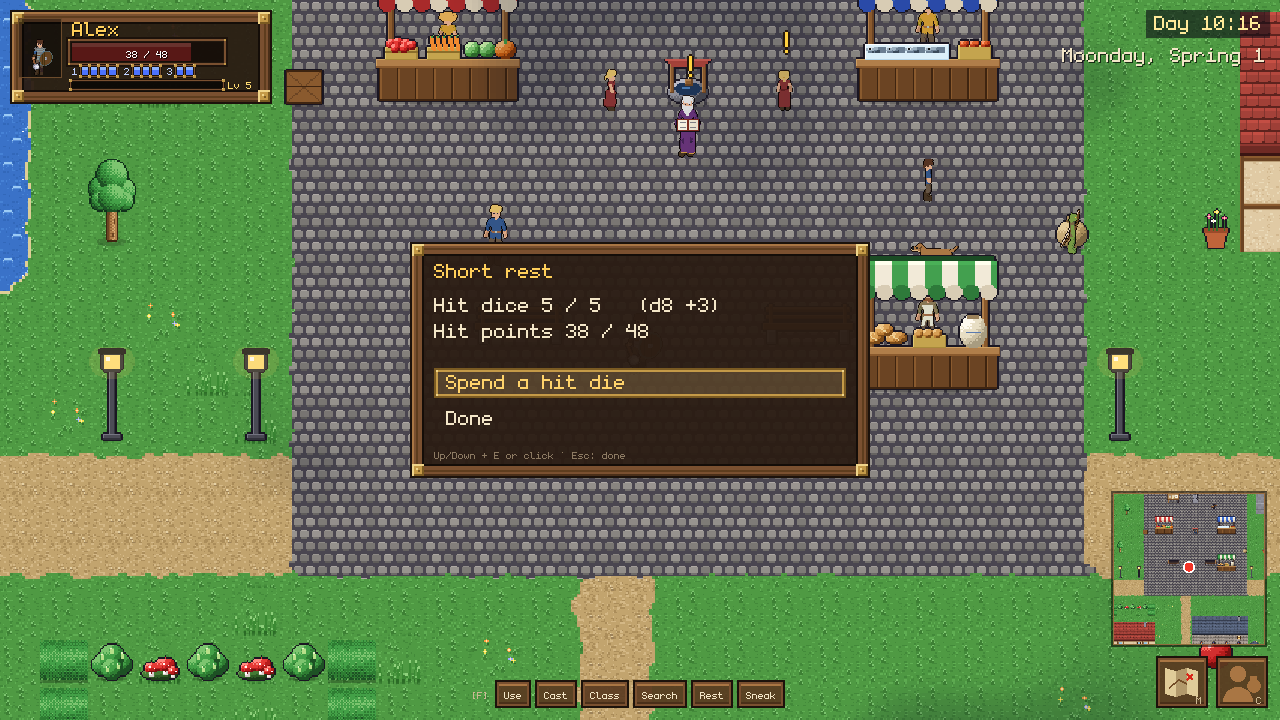 Alex
38 / 48
1 2 3
Lv 5
Day 10:16
Moonday, Spring 1
!
!
Short rest
Hit dice 5 / 5 (d8 +3)
Hit points 38 / 48
Spend a hit die
Done
Up/Down + E or click ` Esc: done
[F] Use Cast Class Search Rest Sneak
M
C